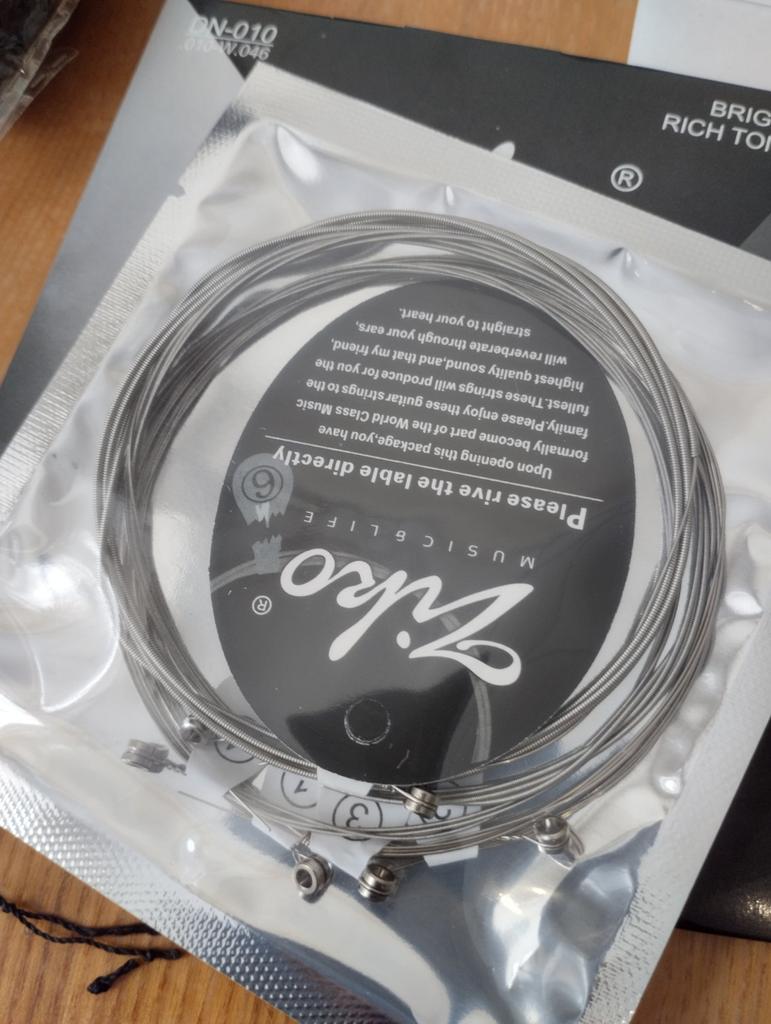 DN-010
.010-W.046
BRIG
RICH TO
®
Ziko
®
MUSIC&LIFE
Please rive the lable directly
Upon opening this package,you have
formally become part of the World Class Music
family.Please enjoy these guitar strings to the
fullest.These strings will produce for you the
highest quality sound,and that my friend,
will reverberate through your ears,
straight to your heart.
6
1
3